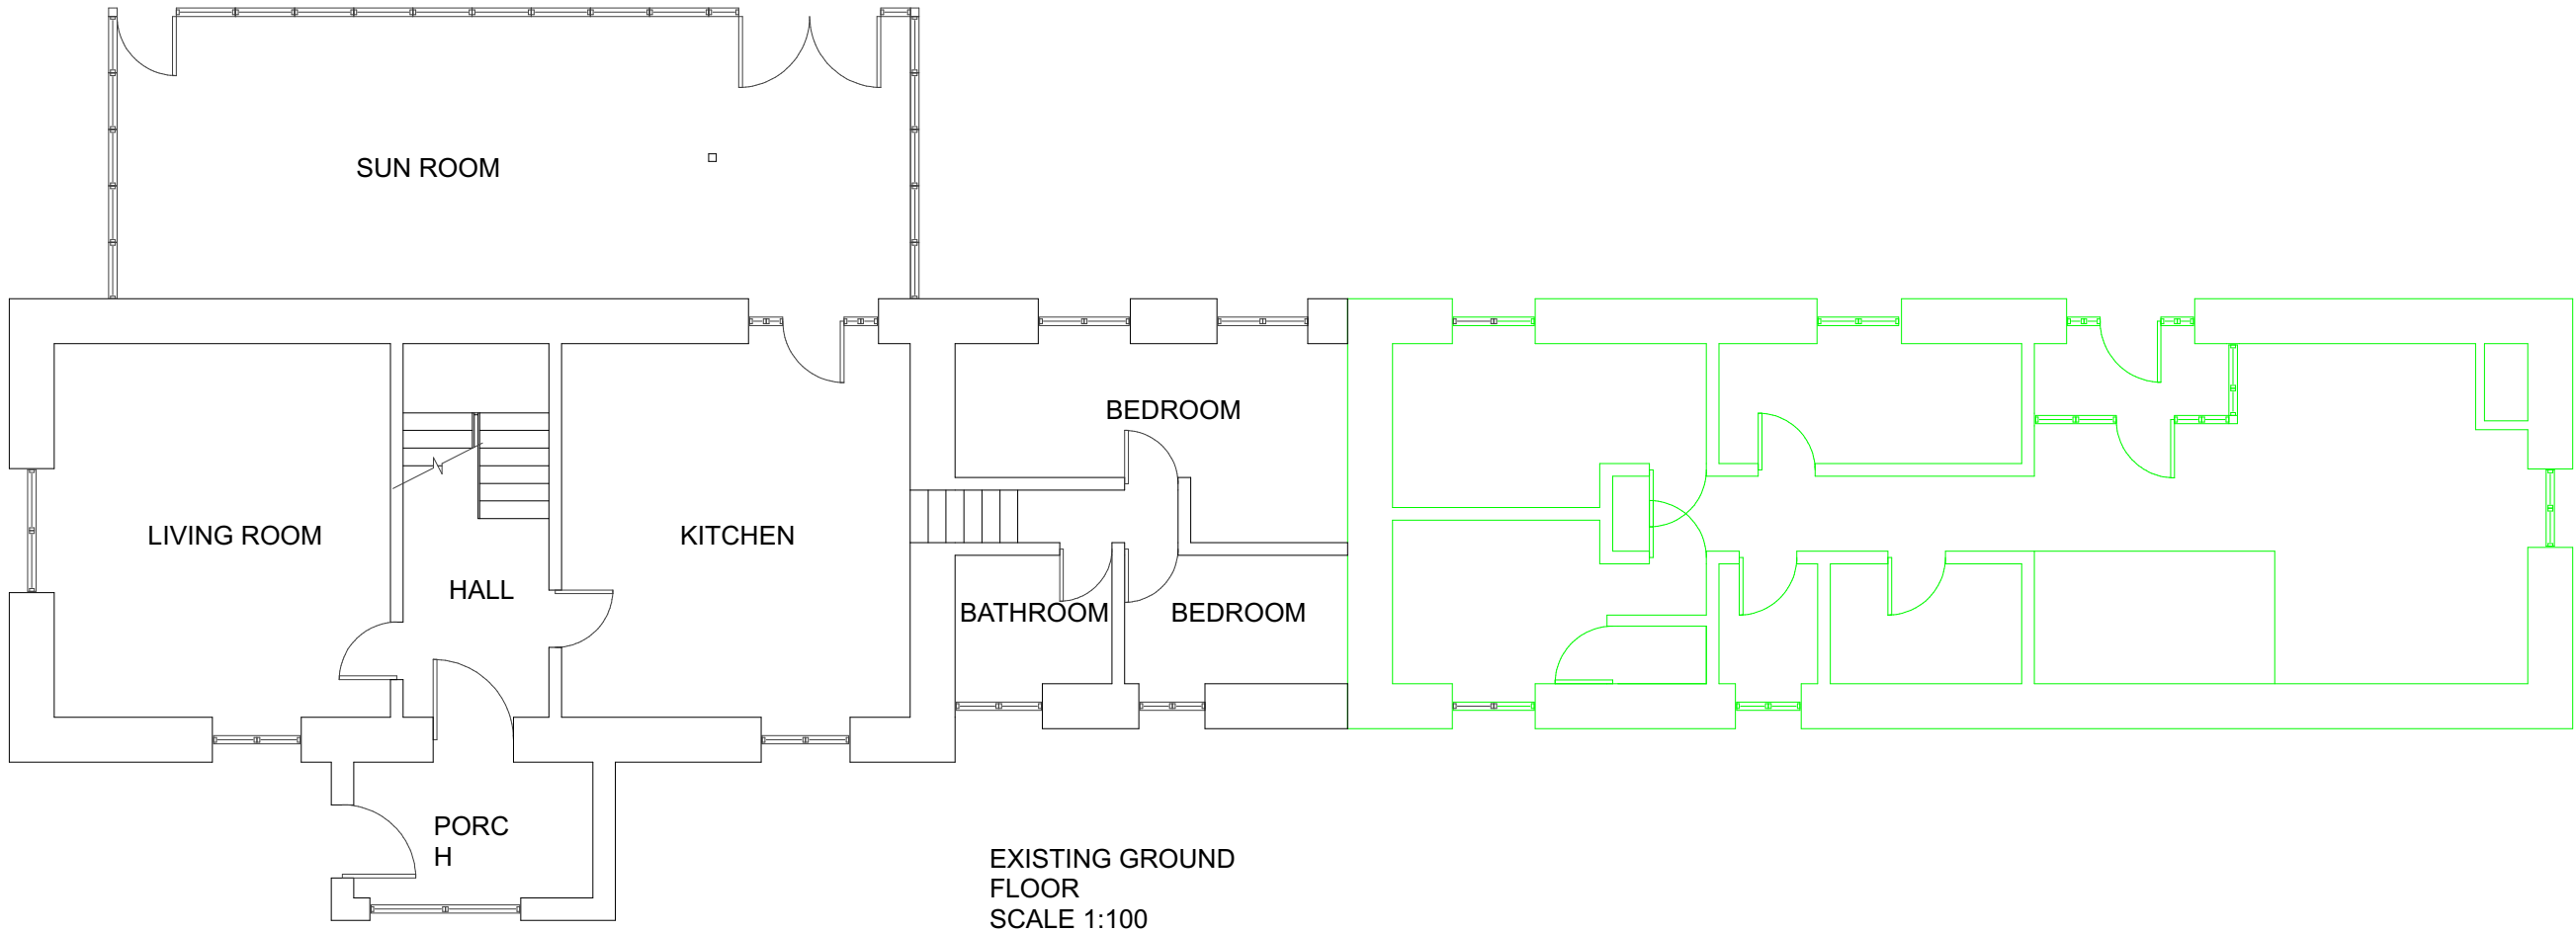 SUN ROOM
BEDROOM
LIVING ROOM
KITCHEN
HALL
BATHROOM
BEDROOM
PORC
H
EXISTING GROUND
FLOOR
SCALE 1:100